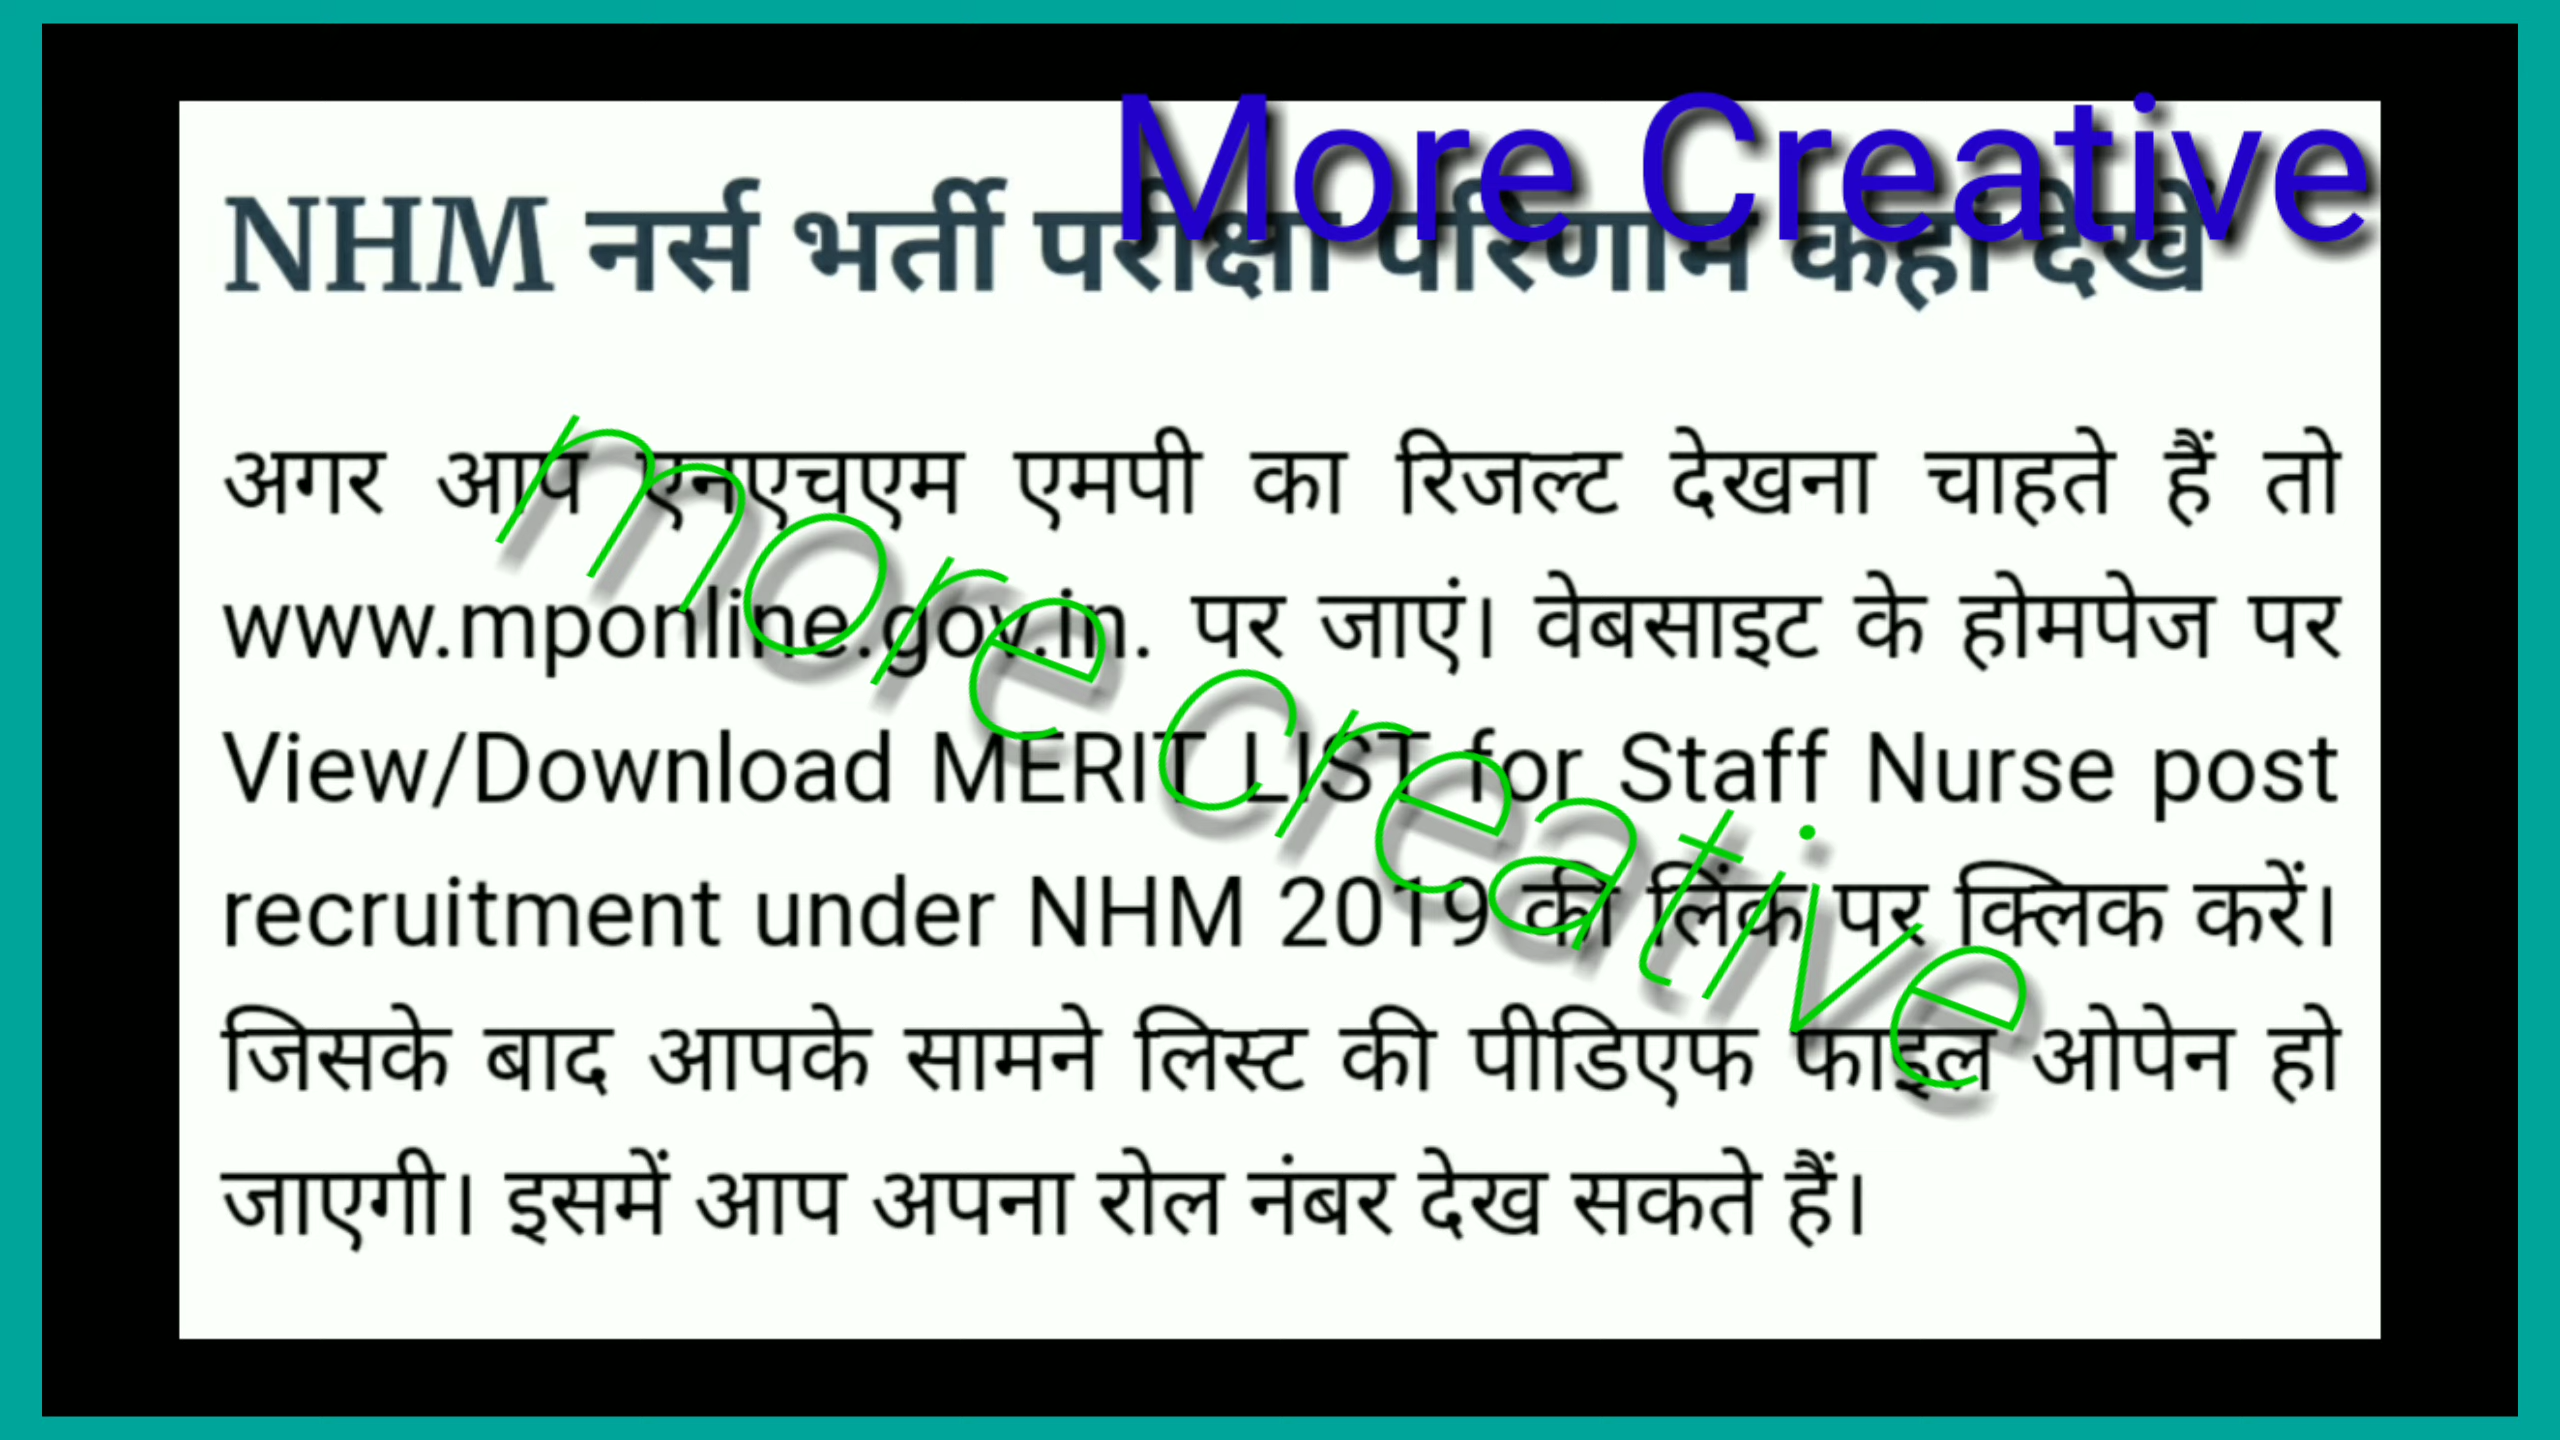 More Creative
NHM नर्स भर्ती परीक्षा परिणाम कहां देखें
अगर आप एनएचएम एमपी का रिजल्ट देखना चाहते हैं तो
www.mponline.gov.in. पर जाएं। वेबसाइट के होमपेज पर
View/Download MERIT LIST for Staff Nurse post
recruitment under NHM 2019 की लिंक पर क्लिक करें।
जिसके बाद आपके सामने लिस्ट की पीडिएफ फाइल ओपेन हो
जाएगी। इसमें आप अपना रोल नंबर देख सकते हैं।
more creative